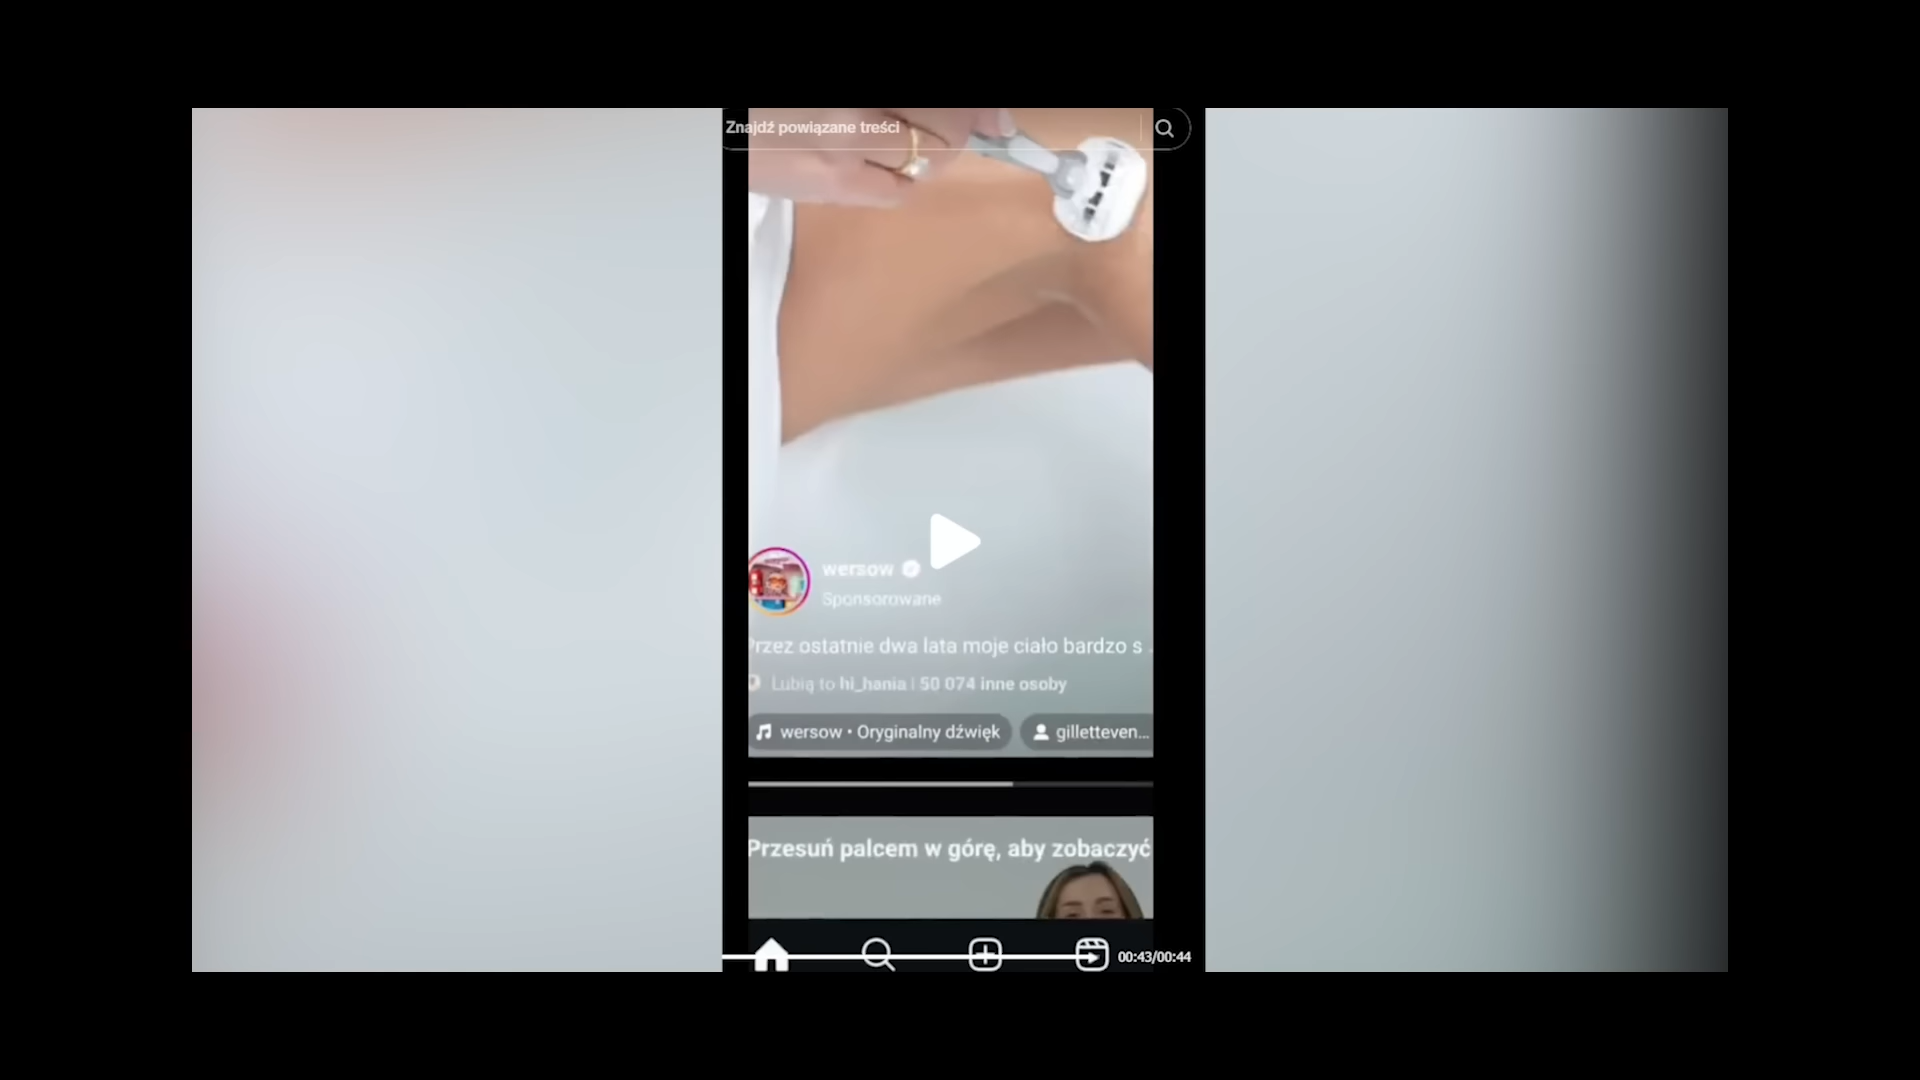 Znajdź powiązane treści
wersow
Sponsorowane
Przez ostatnie dwa lata moje ciało bardzo s .
Lubią to hi_hania i 50 074 inne osoby
wersow • Oryginalny dźwięk
gilletteven...
Przesuń palcem w górę, aby zobaczyć
00:43/00:44